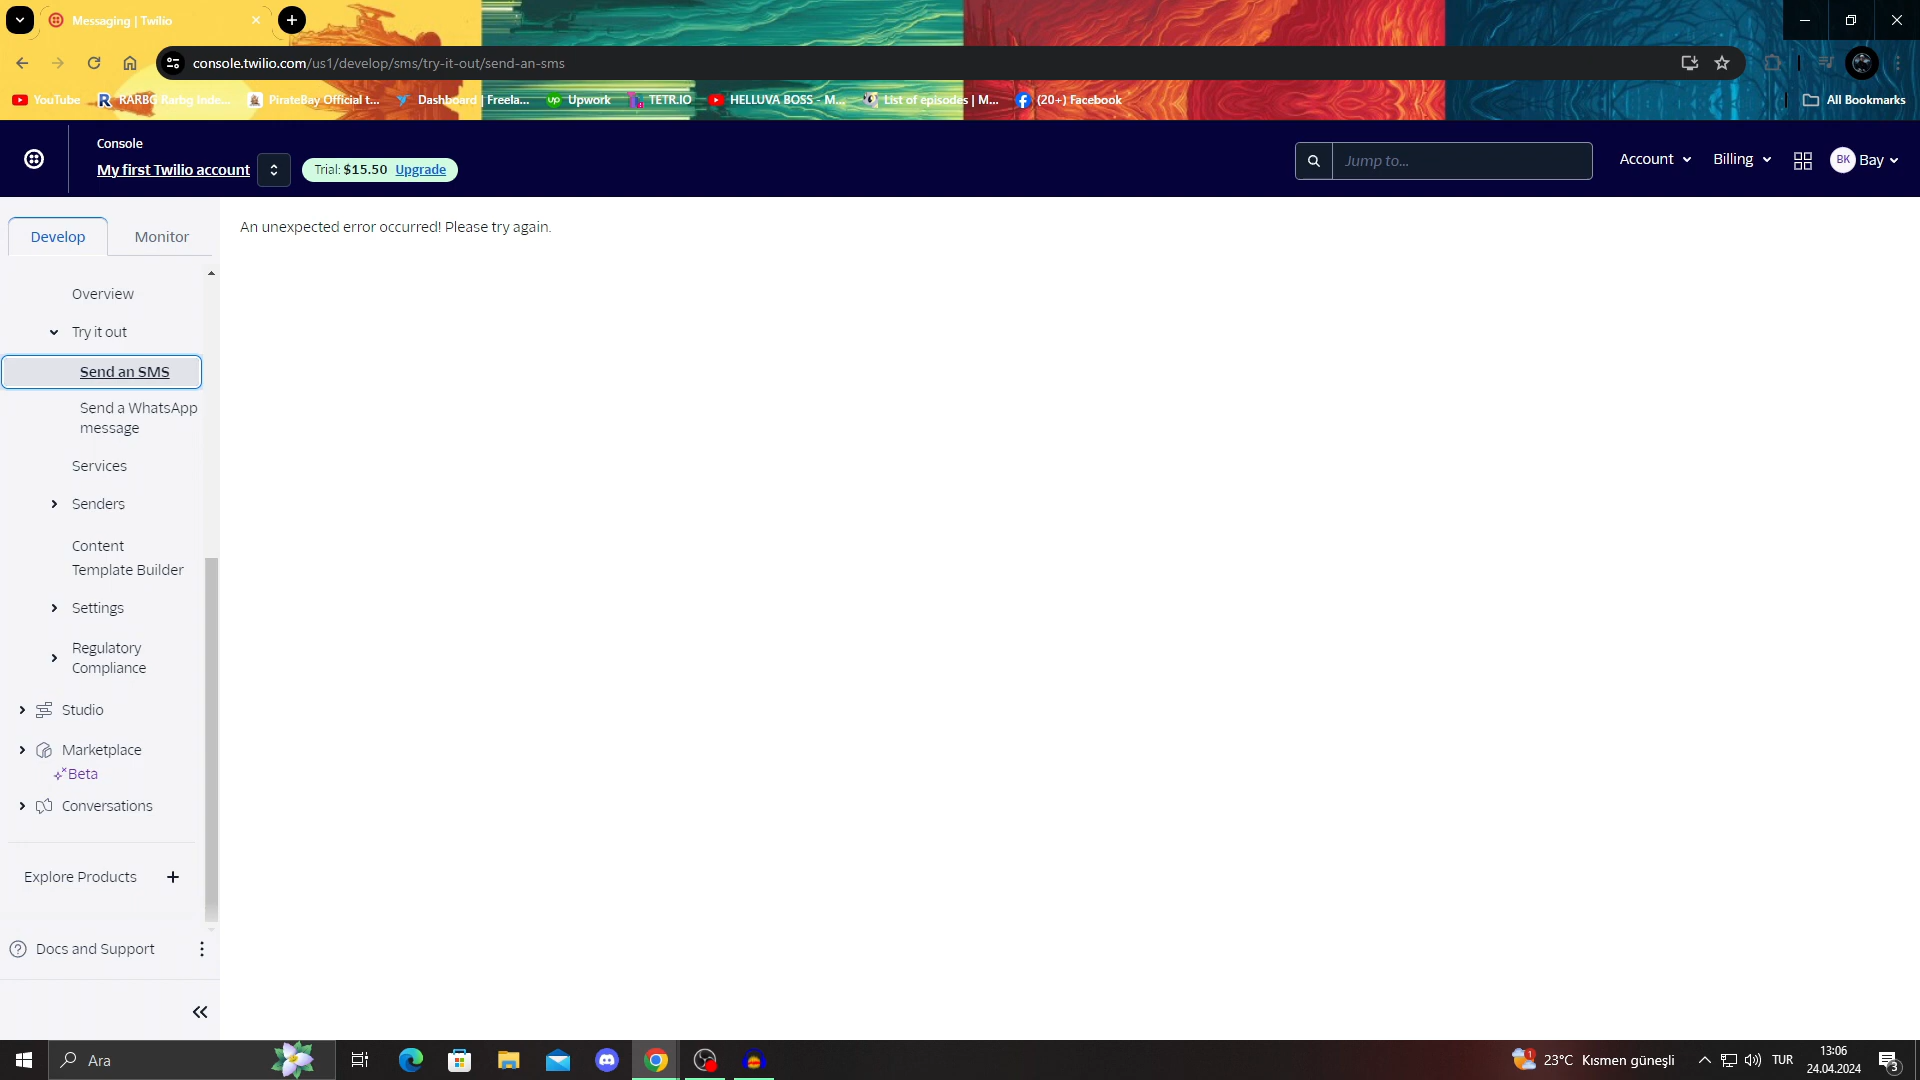 Messaging | Twilio
console.twilio.com/us1/develop/sms/try-it-out/send-an-sms
YouTube
RARBG Rarbg Inde...
PirateBay Official t...
Dashboard | Freela...
Upwork
TETR.IO
HELLUVA BOSS - M...
List of episodes | M...
(20+) Facebook
All Bookmarks
Console
My first Twilio account
Trial: $15.50 Upgrade
Jump to...
Account
Billing
BK Bay
Develop
Monitor
An unexpected error occurred! Please try again.
Overview
Try it out
Send an SMS
Send a WhatsApp
message
Services
Senders
Content
Template Builder
Settings
Regulatory
Compliance
Studio
Marketplace
Beta
Conversations
Explore Products
Docs and Support
Ara
1
23°C Kısmen güneşli
TUR
13:06
24.04.2024
3